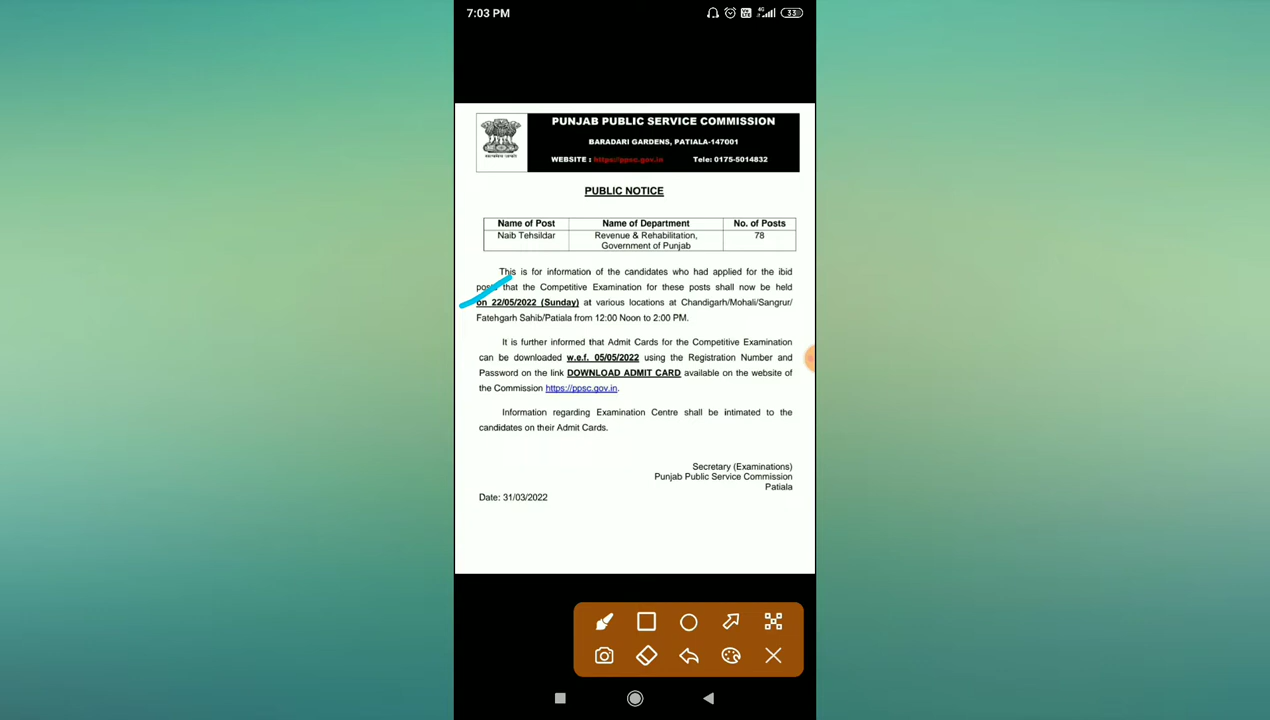 7:03 PM
4G
33
PUNJAB PUBLIC SERVICE COMMISSION
BARADARI GARDENS, PATIALA-147001
WEBSITE : https://ppsc.gov.in Tele: 0175-5014832
सत्यमेव जयते
PUBLIC NOTICE
Name of Post Name of Department No. of Posts
Naib Tehsildar Revenue & Rehabilitation, 78
Government of Punjab
This is for information of the candidates who had applied for the ibid
posts that the Competitive Examination for these posts shall now be held
on 22/05/2022 (Sunday) at various locations at Chandigarh/Mohali/Sangrur/
Fatehgarh Sahib/Patiala from 12:00 Noon to 2:00 PM.
It is further informed that Admit Cards for the Competitive Examination
can be downloaded w.e.f. 05/05/2022 using the Registration Number and
Password on the link DOWNLOAD ADMIT CARD available on the website of
the Commission https://ppsc.gov.in.
Information regarding Examination Centre shall be intimated to the
candidates on their Admit Cards.
Secretary (Examinations)
Punjab Public Service Commission
Patiala
Date: 31/03/2022